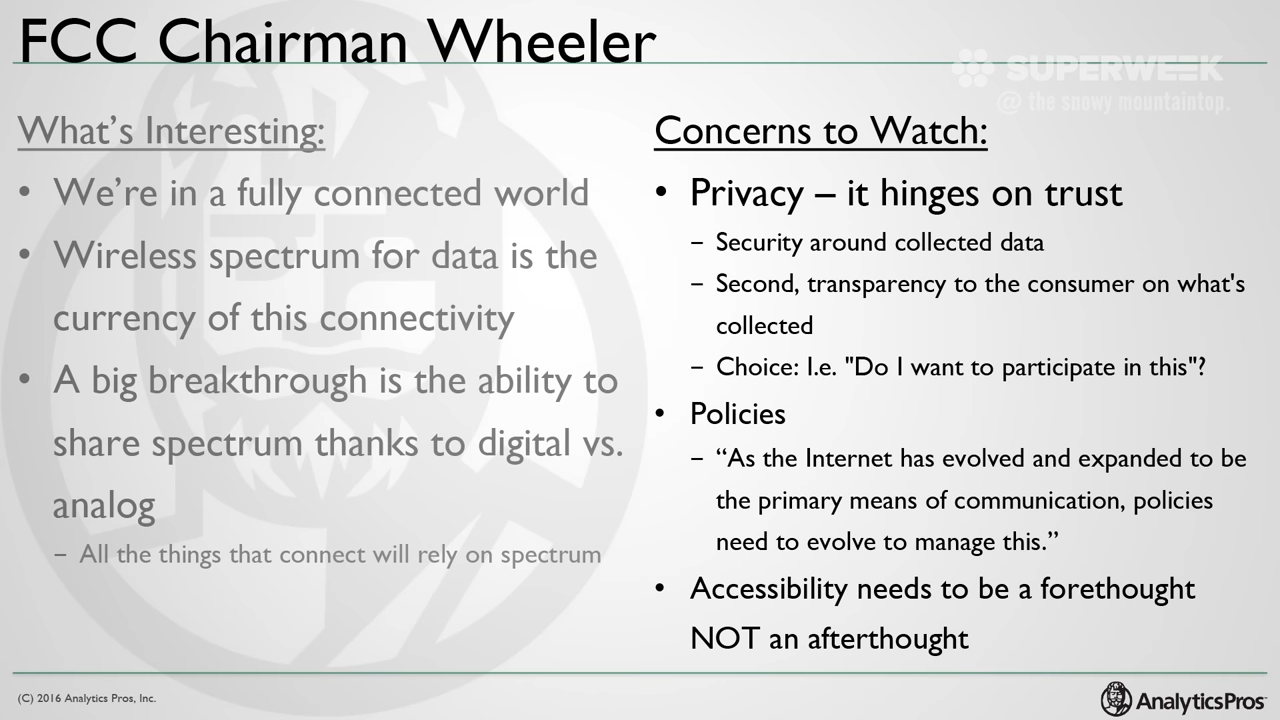 FCC Chairman Wheeler
SUPERWEEK
@ the snowy mountaintop.
What's Interesting:
• We're in a fully connected world
• Wireless spectrum for data is the
currency of this connectivity
• A big breakthrough is the ability to
share spectrum thanks to digital vs.
analog
– All the things that connect will rely on spectrum
Concerns to Watch:
• Privacy – it hinges on trust
– Security around collected data
– Second, transparency to the consumer on what's
collected
– Choice: I.e. "Do I want to participate in this"?
• Policies
– “As the Internet has evolved and expanded to be
the primary means of communication, policies
need to evolve to manage this.”
• Accessibility needs to be a forethought
NOT an afterthought
(C) 2016 Analytics Pros, Inc.
AnalyticsPros